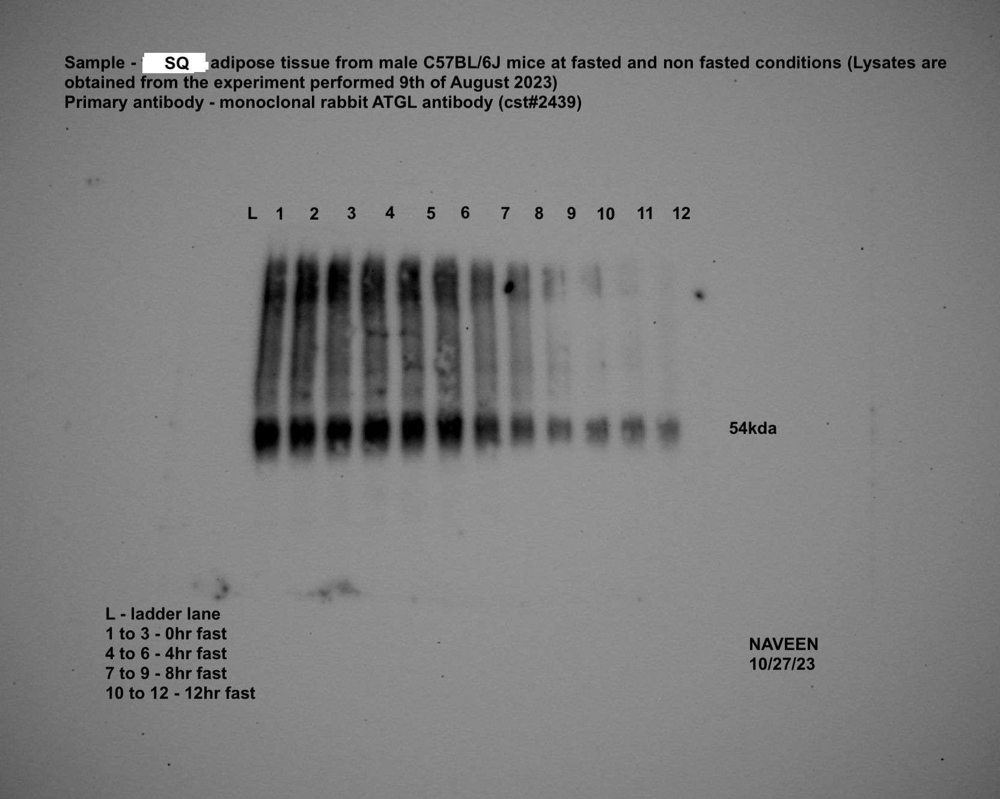 Sample - SQ adipose tissue from male C57BL/6J mice at fasted and non fasted conditions (Lysates are
obtained from the experiment performed 9th of August 2023)
Primary antibody - monoclonal rabbit ATGL antibody (cst#2439)
L 1 2 3 4 5 6 7 8 9 10 11 12
54kda
L - ladder lane
1 to 3 - 0hr fast
4 to 6 - 4hr fast
7 to 9 - 8hr fast
10 to 12 - 12hr fast
NAVEEN
10/27/23